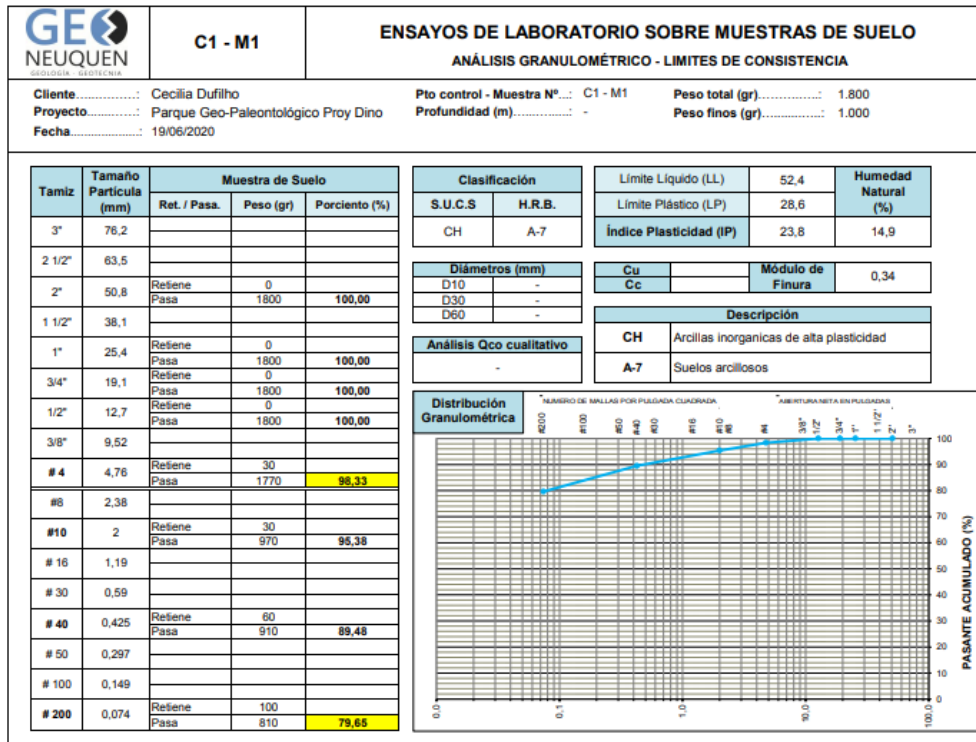 GEO
NEUQUEN
GEOLOGÍA - GEOTECNIA
C1 - M1
ENSAYOS DE LABORATORIO SOBRE MUESTRAS DE SUELO
ANÁLISIS GRANULOMÉTRICO - LIMITES DE CONSISTENCIA
Cliente................: Cecilia Dufilho
Pto control - Muestra Nº...: C1 - M1
Peso total (gr)................: 1.800
Proyecto.............: Parque Geo-Paleontológico Proy Dino
Profundidad (m)................: -
Peso finos (gr)................: 1.000
Fecha....................: 19/06/2020
Tamiz Tamaño Partícula (mm) Muestra de Suelo
Ret. / Pasa. Peso (gr) Porciento (%)
3" 76,2
2 1/2" 63,5
2" 50,8 Retiene 0
Pasa 1800 100,00
1 1/2" 38,1
1" 25,4 Retiene 0
Pasa 1800 100,00
3/4" 19,1 Retiene 0
Pasa 1800 100,00
1/2" 12,7 Retiene 0
Pasa 1800 100,00
3/8" 9,52
# 4 4,76 Retiene 30
Pasa 1770 98,33
#8 2,38
#10 2 Retiene 30
Pasa 970 95,38
# 16 1,19
# 30 0,59
# 40 0,425 Retiene 60
Pasa 910 89,48
# 50 0,297
# 100 0,149
# 200 0,074 Retiene 100
Pasa 810 79,65
Clasificación
S.U.C.S H.R.B.
CH A-7
Límite Líquido (LL) 52,4
Límite Plástico (LP) 28,6
Índice Plasticidad (IP) 23,8
Humedad Natural (%)
14,9
Diámetros (mm)
D10 -
D30 -
D60 -
Cu
Cc
Módulo de Finura 0,34
Análisis Qco cualitativo
-
Descripción
CH Arcillas inorganicas de alta plasticidad
A-7 Suelos arcillosos
Distribución Granulométrica
NUMERO DE MALLAS POR PULGADA CUADRADA
ABERTURA NETA EN PULGADAS
#200 #100 #50 #40 #30 #16 #10 #8 #4 3/8" 1/2" 3/4" 1" 1 1/2" 2" 3"
100
90
80
70
60
50
40
30
20
10
0
PASANTE ACUMULADO (%)
0,0 0,1 1,0 10,0 100,0